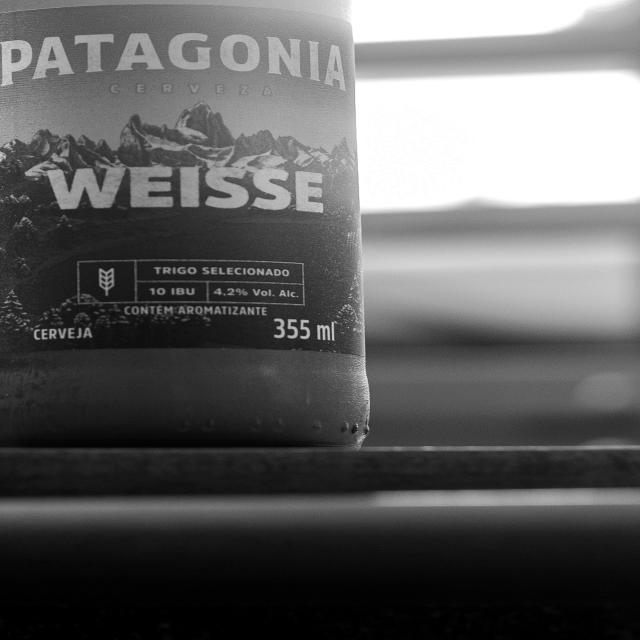 PATAGONIA
CERVEZA
WEISSE
TRIGO SELECIONADO
10 IBU 4,2% Vol. Alc.
CONTÉM AROMATIZANTE
CERVEJA 355 ml